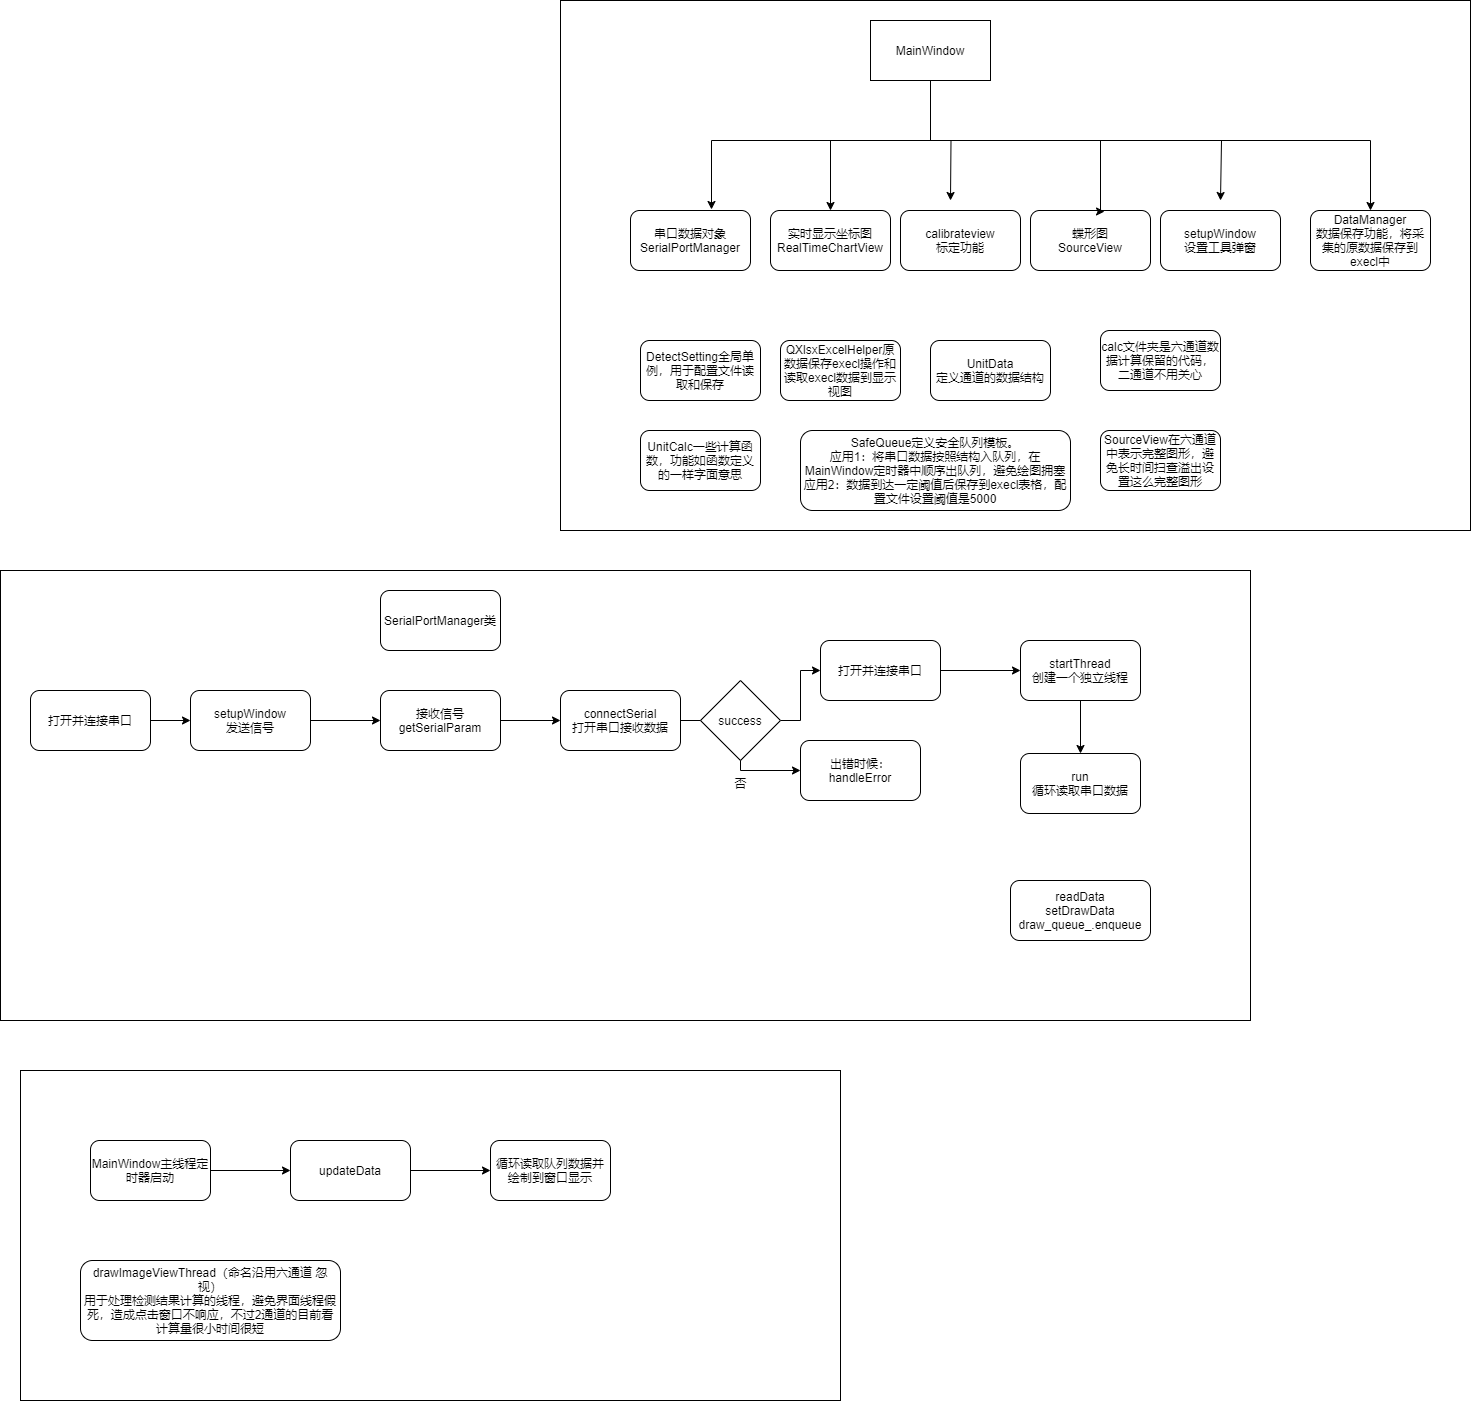 MainWindow
串口数据对象
SerialPortManager
实时显示坐标图
RealTimeChartView
calibrateview
标定功能
蝶形图
SourceView
setupWindow
设置工具弹窗
DataManager
数据保存功能，将采
集的原数据保存到
execl中
DetectSetting全局单
例，用于配置文件读
取和保存
QXlsxExcelHelper原
数据保存execl操作和
读取execl数据到显示
视图
UnitData
定义通道的数据结构
calc文件夹是六通道数
据计算保留的代码，
二通道不用关心
UnitCalc一些计算函
数，功能如函数定义
的一样字面意思
SafeQueue定义安全队列模板。
应用1：将串口数据按照结构入队列，在
MainWindow定时器中顺序出队列，避免绘图拥塞
应用2：数据到达一定阈值后保存到execl表格，配
置文件设置阈值是5000
SourceView在六通道
中表示完整图形，避
免长时间扫查溢出设
置这么完整图形
SerialPortManager类
打开并连接串口
setupWindow
发送信号
接收信号
getSerialParam
connectSerial
打开串口接收数据
success
打开并连接串口
startThread
创建一个独立线程
否
出错时候：
handleError
run
循环读取串口数据
readData
setDrawData
draw_queue_.enqueue
MainWindow主线程定
时器启动
updateData
循环读取队列数据并
绘制到窗口显示
drawImageViewThread（命名沿用六通道 忽
视）
用于处理检测结果计算的线程，避免界面线程假
死，造成点击窗口不响应，不过2通道的目前看
计算量很小时间很短